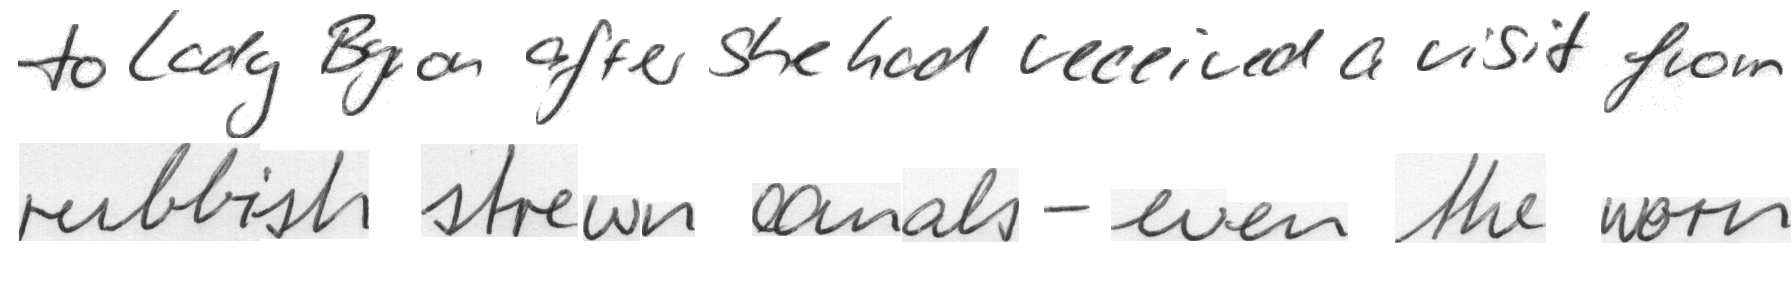 to Lady Byron after she had received a visit from
rubbish strewn canals - even the worn